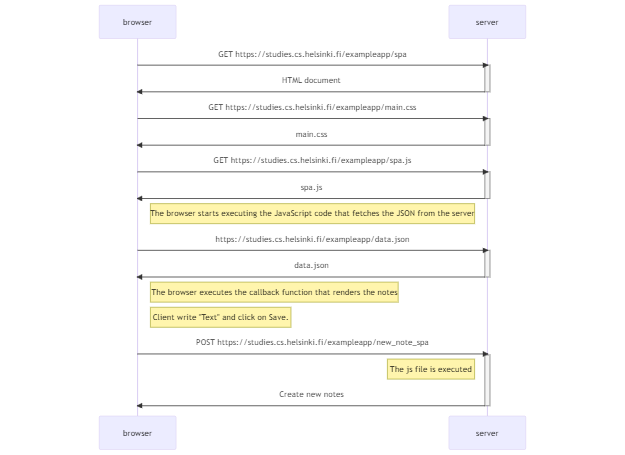 browser server
GET https://studies.cs.helsinki.fi/exampleapp/spa
HTML document
GET https://studies.cs.helsinki.fi/exampleapp/main.css
main.css
GET https://studies.cs.helsinki.fi/exampleapp/spa.js
spa.js
The browser starts executing the JavaScript code that fetches the JSON from the server
https://studies.cs.helsinki.fi/exampleapp/data.json
data.json
The browser executes the callback function that renders the notes
Client write "Text" and click on Save.
POST https://studies.cs.helsinki.fi/exampleapp/new_note_spa
The js file is executed
Create new notes
browser server